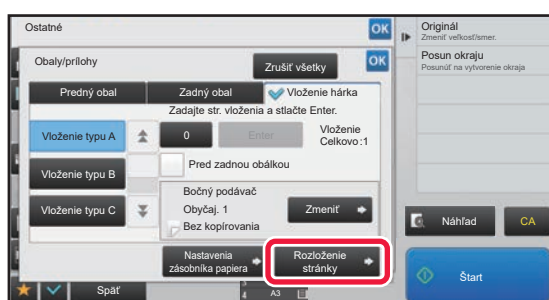 Ostatné
OK
Obaly/prílohy
Zrušiť všetky
OK
Predný obal
Zadný obal
Vloženie hárka
Zadajte str. vloženia a stlačte Enter.
Vloženie typu A
0
Enter
Vloženie
Celkovo:1
Vloženie typu B
Pred zadnou obálkou
Vloženie typu C
Bočný podávač
Obyčaj. 1
Bez kopírovania
Zmeniť
Nastavenia
zásobníka papiera
Rozloženie
stránky
Späť
4
A3
Originál
Zmeniť veľkosť/smer.
Posun okraju
Posunúť na vytvorenie okraja
Náhľad
CA
Štart